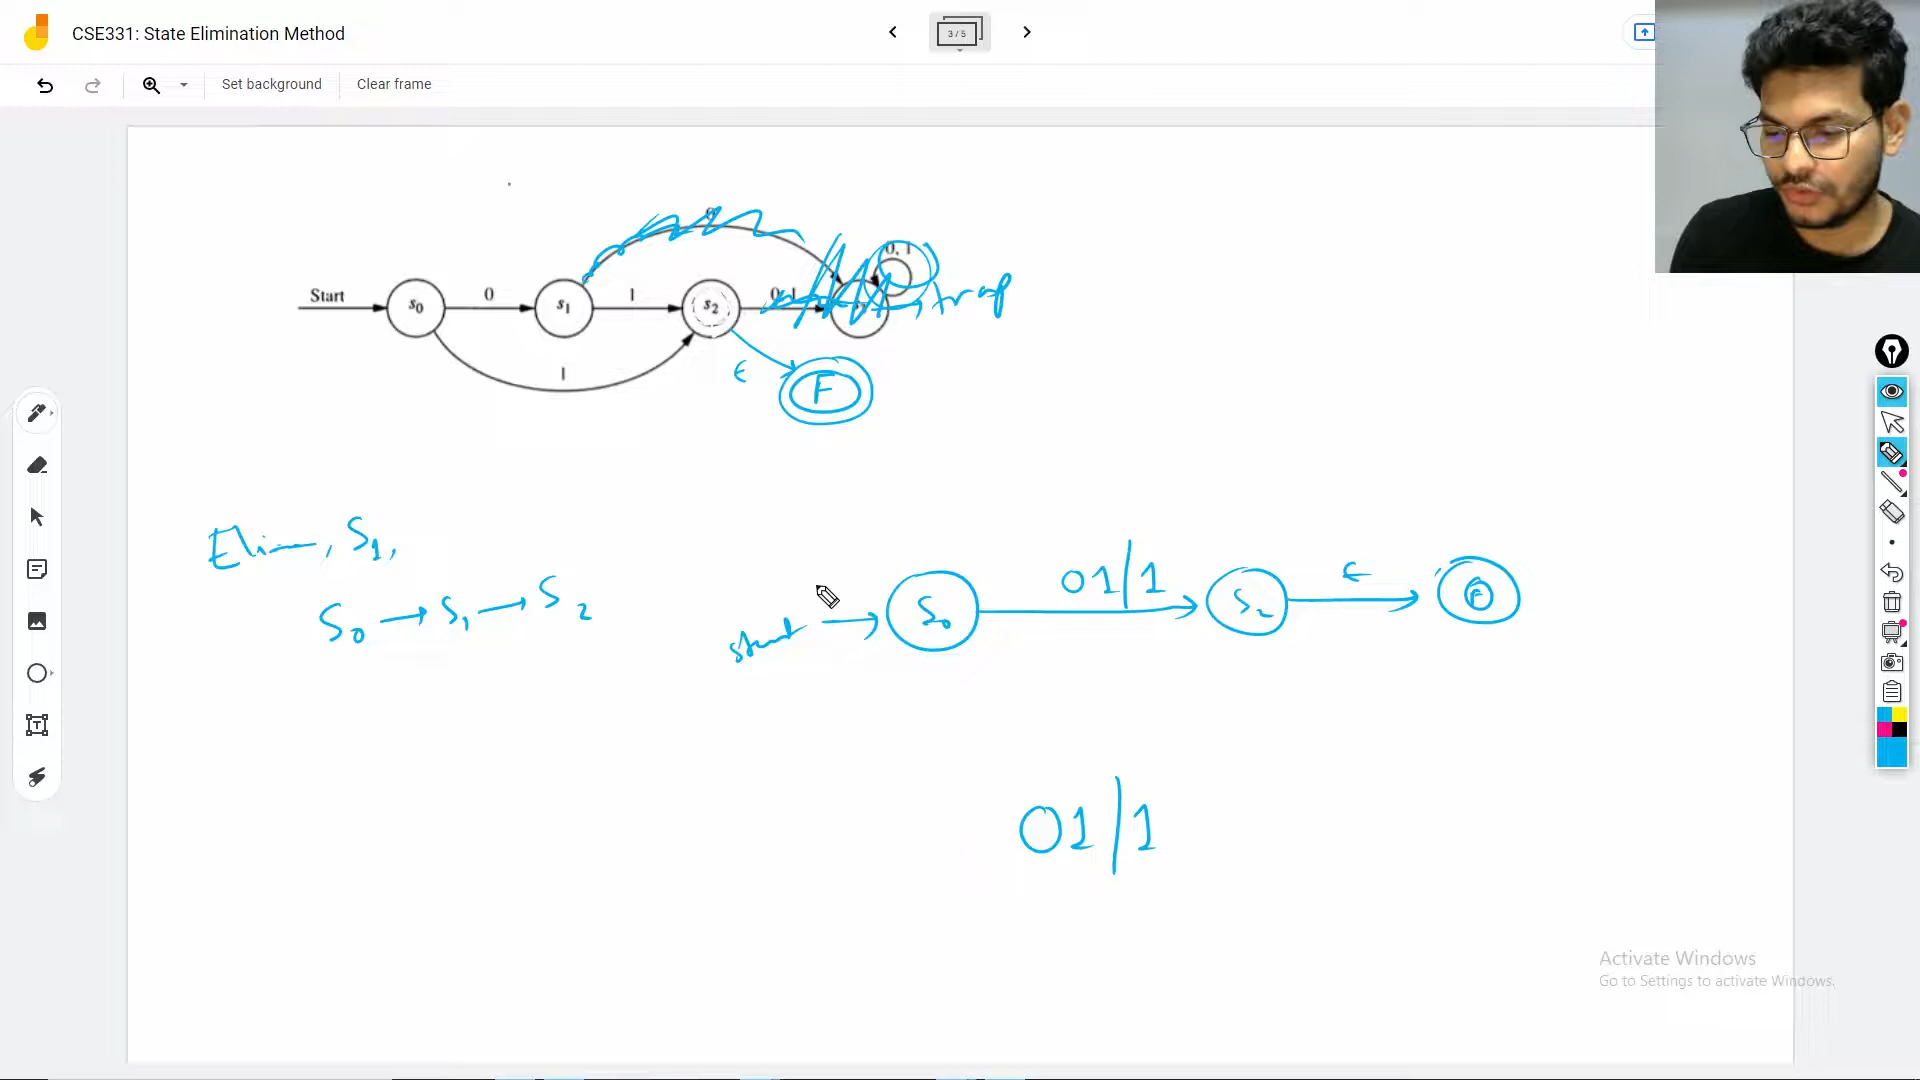 CSE331: State Elimination Method
3 / 5
Set background
Clear frame
0, 1
Start
s0
0
s1
1
s2
trap
1
ϵ
F
Elim, S1,
S0 → S1 → S2
start
S0
01|1
S2
ϵ
F
01|1
Activate Windows
Go to Settings to activate Windows.